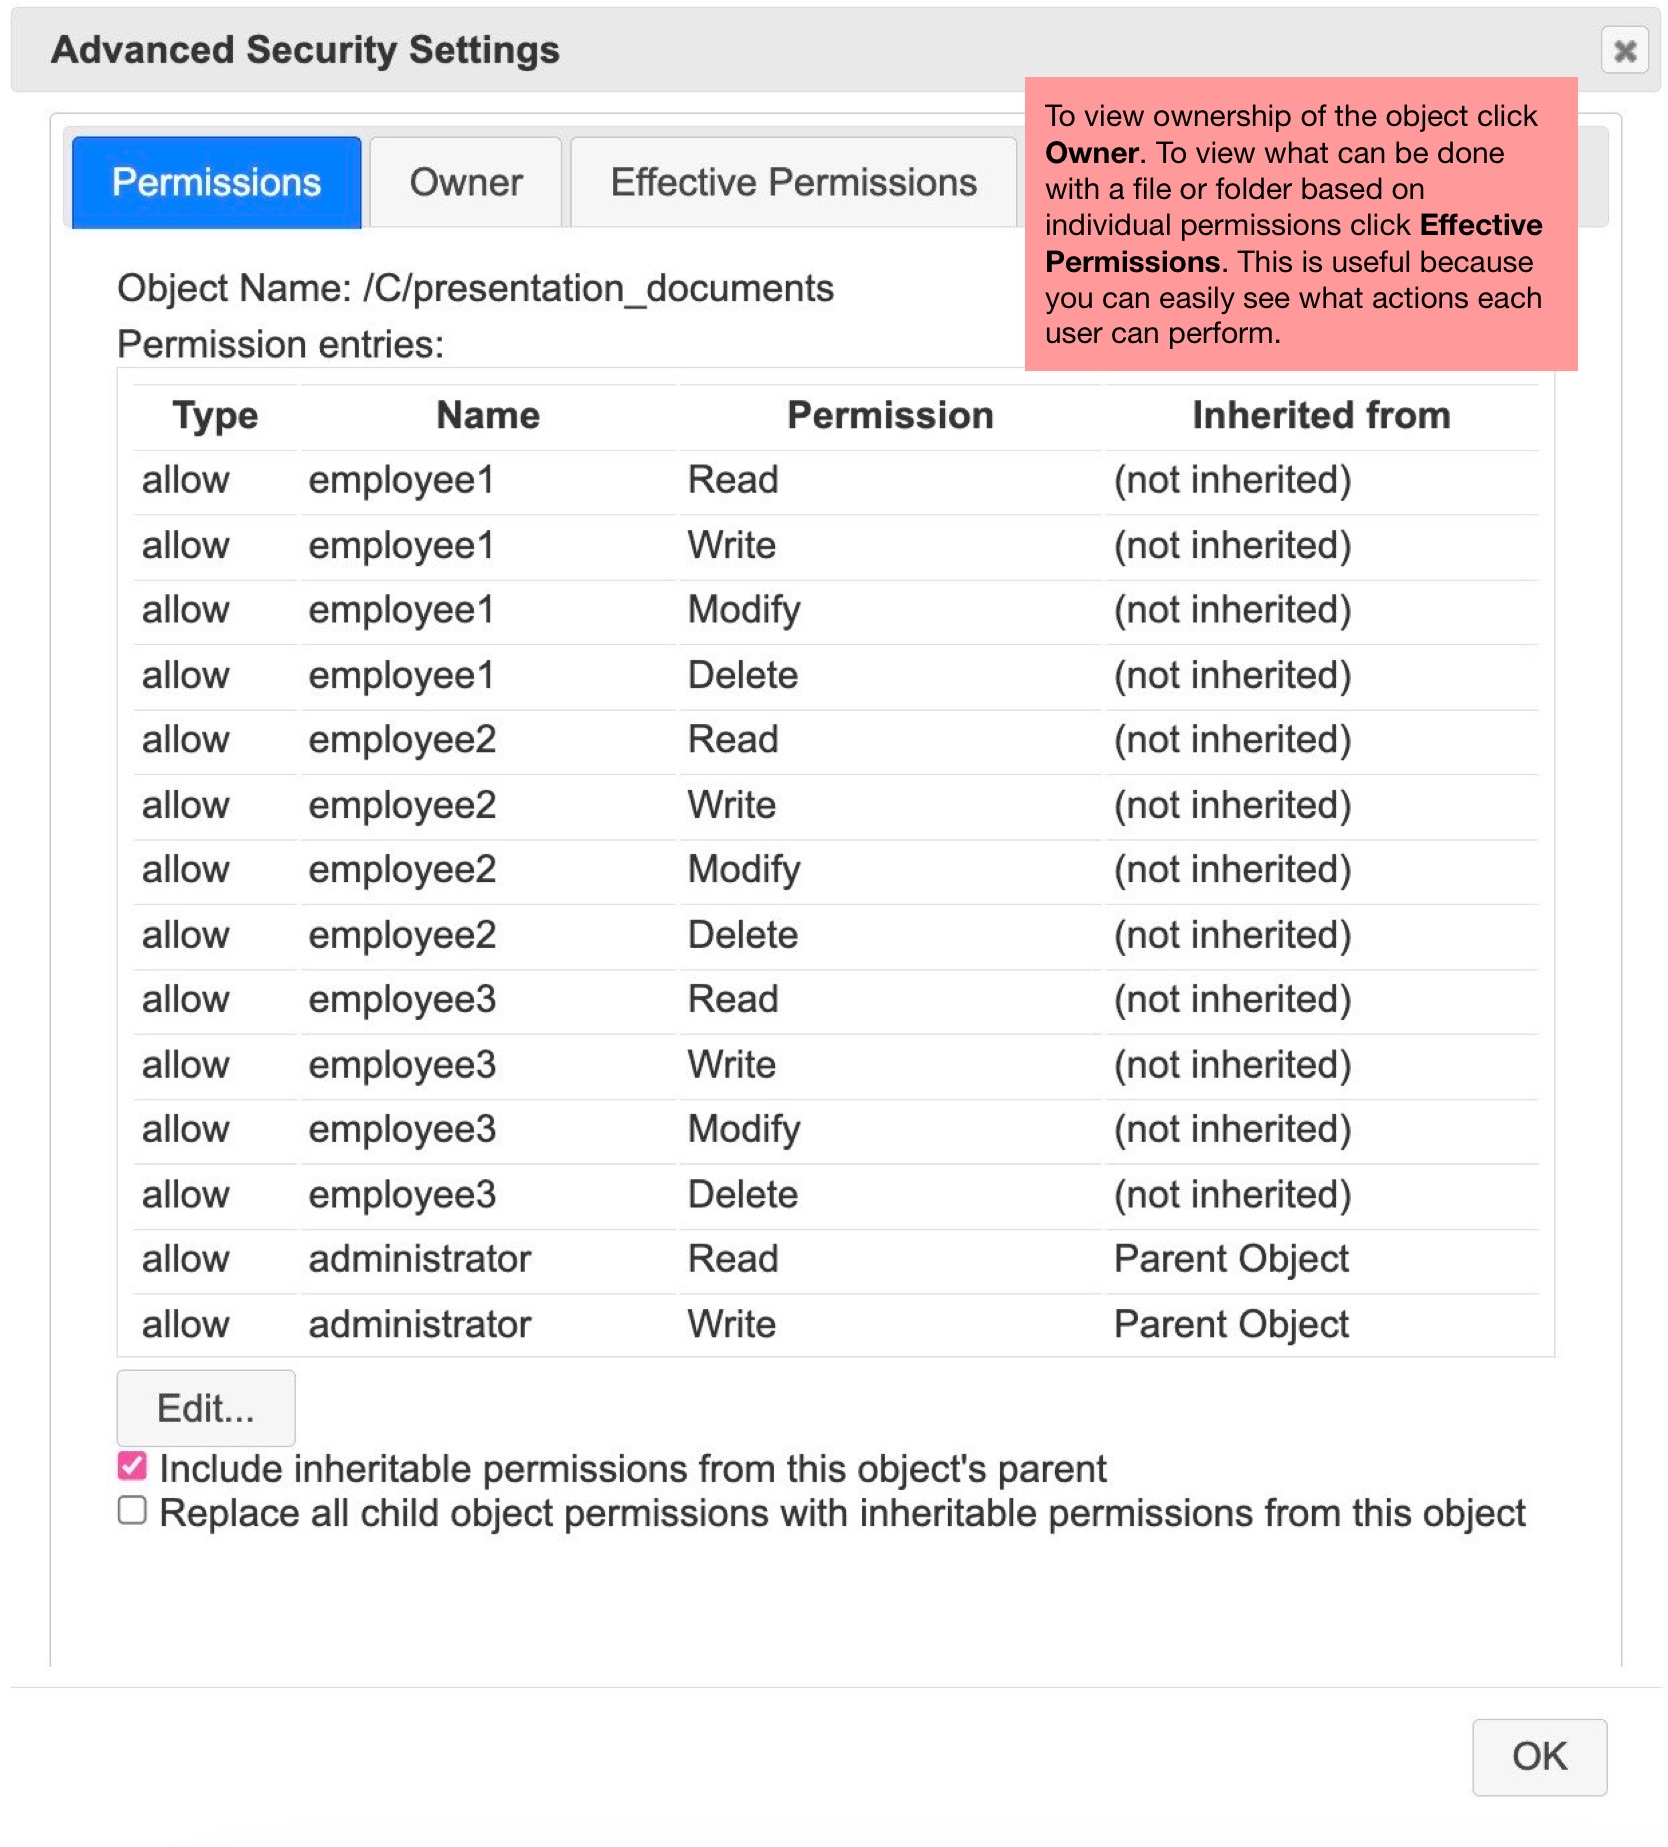 Advanced Security Settings
To view ownership of the object click
Owner. To view what can be done
with a file or folder based on
individual permissions click Effective
Permissions. This is useful because
you can easily see what actions each
user can perform.
Permissions Owner Effective Permissions
Object Name: /C/presentation_documents
Permission entries:
Type Name Permission Inherited from
allow employee1 Read (not inherited)
allow employee1 Write (not inherited)
allow employee1 Modify (not inherited)
allow employee1 Delete (not inherited)
allow employee2 Read (not inherited)
allow employee2 Write (not inherited)
allow employee2 Modify (not inherited)
allow employee2 Delete (not inherited)
allow employee3 Read (not inherited)
allow employee3 Write (not inherited)
allow employee3 Modify (not inherited)
allow employee3 Delete (not inherited)
allow administrator Read Parent Object
allow administrator Write Parent Object
Edit...
Include inheritable permissions from this object's parent
Replace all child object permissions with inheritable permissions from this object
OK